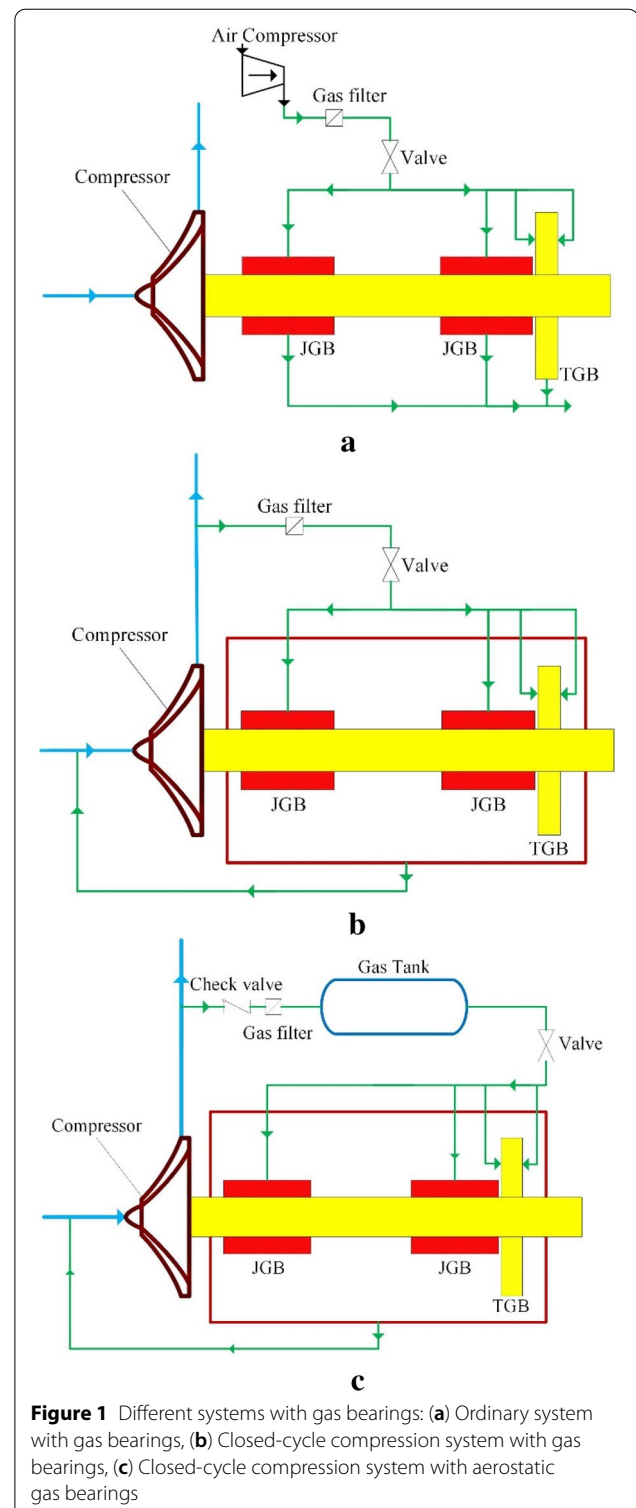 Air Compressor
Gas filter
Valve
Compressor
JGB
JGB
TGB
a
Gas filter
Valve
Compressor
JGB
JGB
TGB
b
Gas Tank
Check valve
Gas filter
Valve
Compressor
JGB
JGB
TGB
c
Figure 1 Different systems with gas bearings: (a) Ordinary system
with gas bearings, (b) Closed-cycle compression system with gas
bearings, (c) Closed-cycle compression system with aerostatic
gas bearings